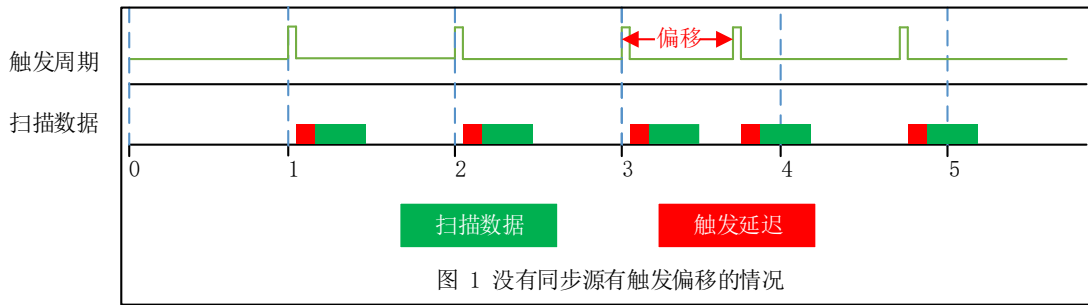 偏移
触发周期
扫描数据
0 1 2 3 4 5
扫描数据 触发延迟
图 1 没有同步源有触发偏移的情况